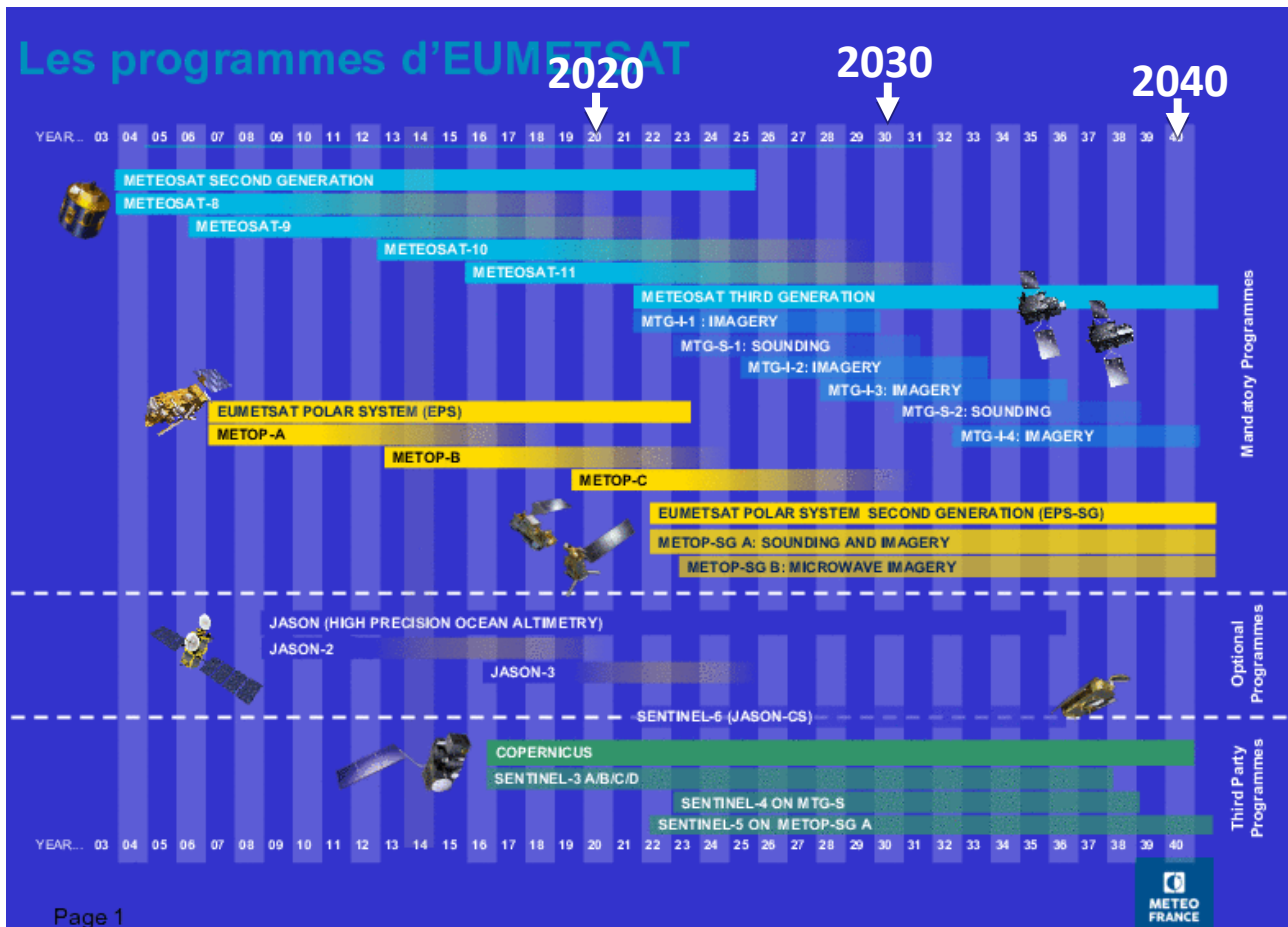 Les programmes d'EUMETSAT
2020
2030
2040
YEAR... 03 04 05 06 07 08 09 10 11 12 13 14 15 16 17 18 19 20 21 22 23 24 25 26 27 28 29 30 31 32 33 34 35 36 37 38 39 40
METEOSAT SECOND GENERATION
METEOSAT-8
METEOSAT-9
METEOSAT-10
METEOSAT-11
METEOSAT THIRD GENERATION
MTG-I-1 : IMAGERY
MTG-S-1: SOUNDING
MTG-I-2: IMAGERY
MTG-I-3: IMAGERY
MTG-S-2: SOUNDING
MTG-I-4: IMAGERY
Mandatory Programmes
EUMETSAT POLAR SYSTEM (EPS)
METOP-A
METOP-B
METOP-C
EUMETSAT POLAR SYSTEM SECOND GENERATION (EPS-SG)
METOP-SG A: SOUNDING AND IMAGERY
METOP-SG B: MICROWAVE IMAGERY
JASON (HIGH PRECISION OCEAN ALTIMETRY)
JASON-2
JASON-3
Optional
Programmes
SENTINEL-6 (JASON-CS)
COPERNICUS
SENTINEL-3 A/B/C/D
SENTINEL-4 ON MTG-S
SENTINEL-5 ON METOP-SG A
Third Party
Programmes
YEAR... 03 04 05 06 07 08 09 10 11 12 13 14 15 16 17 18 19 20 21 22 23 24 25 26 27 28 29 30 31 32 33 34 35 36 37 38 39 40
METEO
FRANCE
Page 1